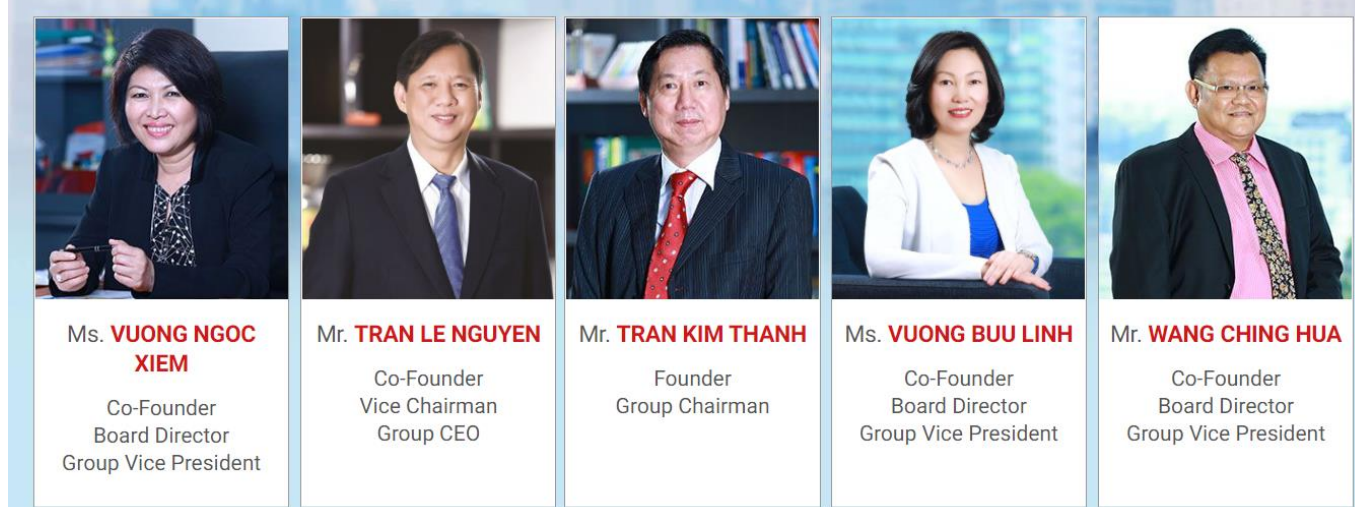 Ms. VUONG NGOC
XIEM
Co-Founder
Board Director
Group Vice President
Mr. TRAN LE NGUYEN
Co-Founder
Vice Chairman
Group CEO
Mr. TRAN KIM THANH
Founder
Group Chairman
Ms. VUONG BUU LINH
Co-Founder
Board Director
Group Vice President
Mr. WANG CHING HUA
Co-Founder
Board Director
Group Vice President